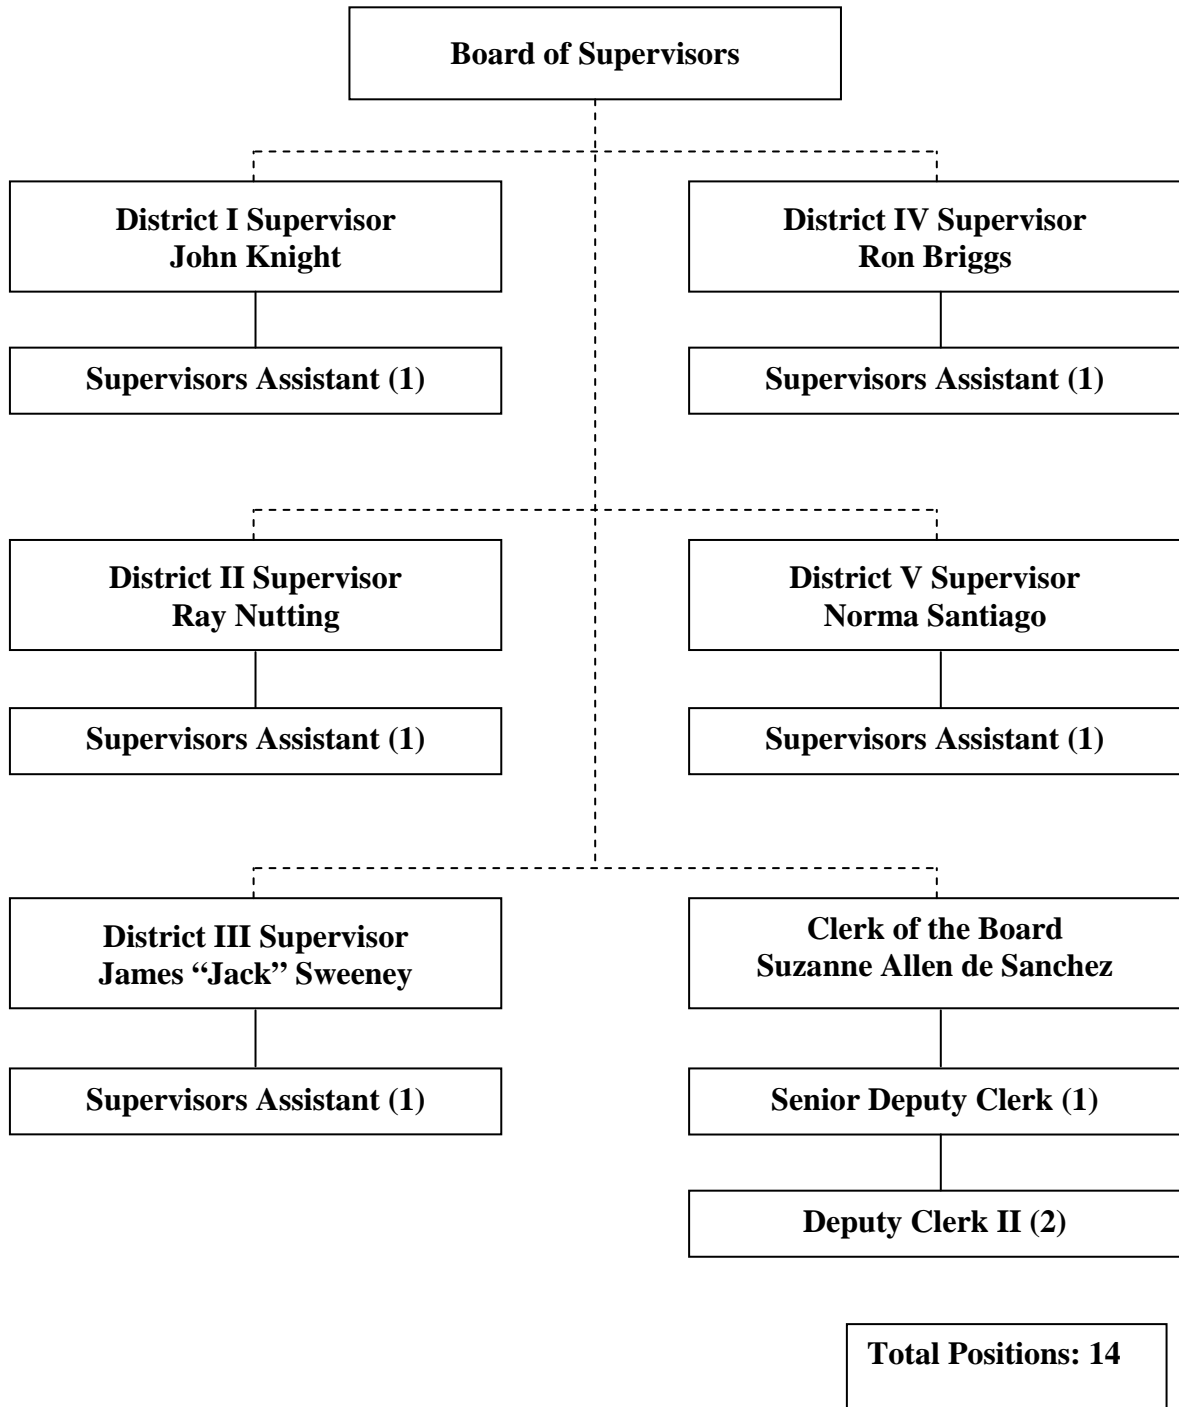 Board of Supervisors
District I Supervisor
John Knight
District IV Supervisor
Ron Briggs
Supervisors Assistant (1)
Supervisors Assistant (1)
District II Supervisor
Ray Nutting
District V Supervisor
Norma Santiago
Supervisors Assistant (1)
Supervisors Assistant (1)
District III Supervisor
James “Jack” Sweeney
Clerk of the Board
Suzanne Allen de Sanchez
Supervisors Assistant (1)
Senior Deputy Clerk (1)
Deputy Clerk II (2)
Total Positions: 14